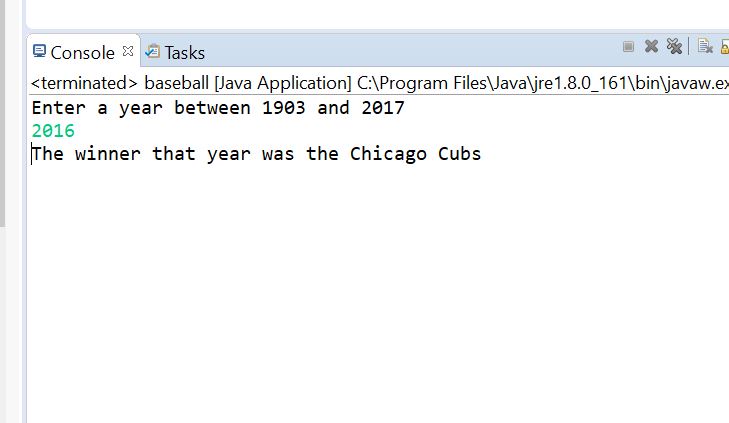 Console Tasks
<terminated> baseball [Java Application] C:\Program Files\Java\jre1.8.0_161\bin\javaw.ex
Enter a year between 1903 and 2017
2016
The winner that year was the Chicago Cubs